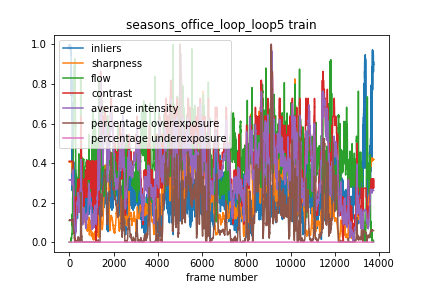 seasons_office_loop_loop5 train
1.0
0.8
0.6
0.4
0.2
0.0
inliers
sharpness
flow
contrast
average intensity
percentage overexposure
percentage underexposure
0 2000 4000 6000 8000 10000 12000 14000
frame number